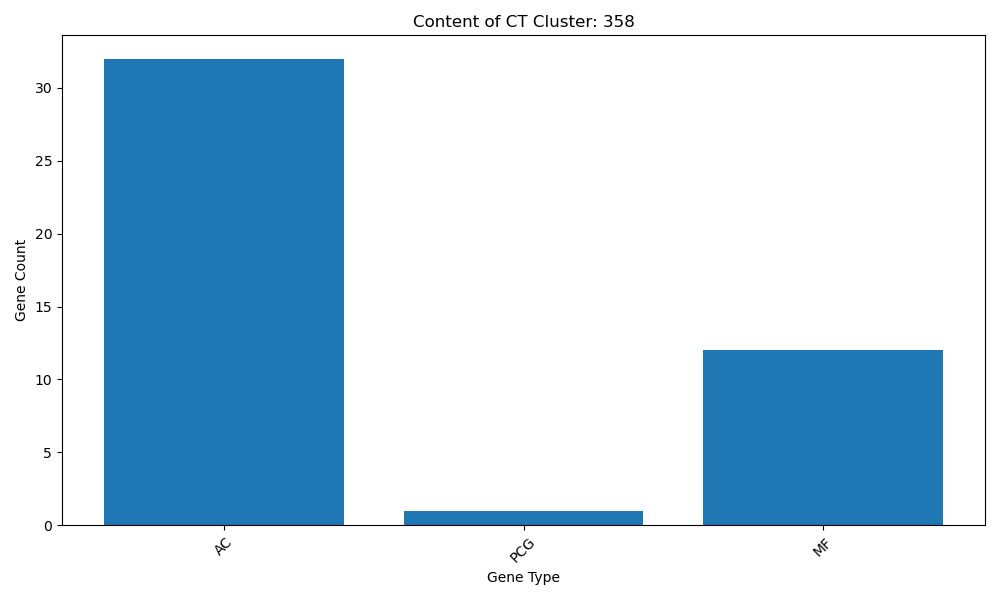 Content of CT Cluster: 358
Gene Count
30
25
20
15
10
5
0
AC
PCG
MF
Gene Type